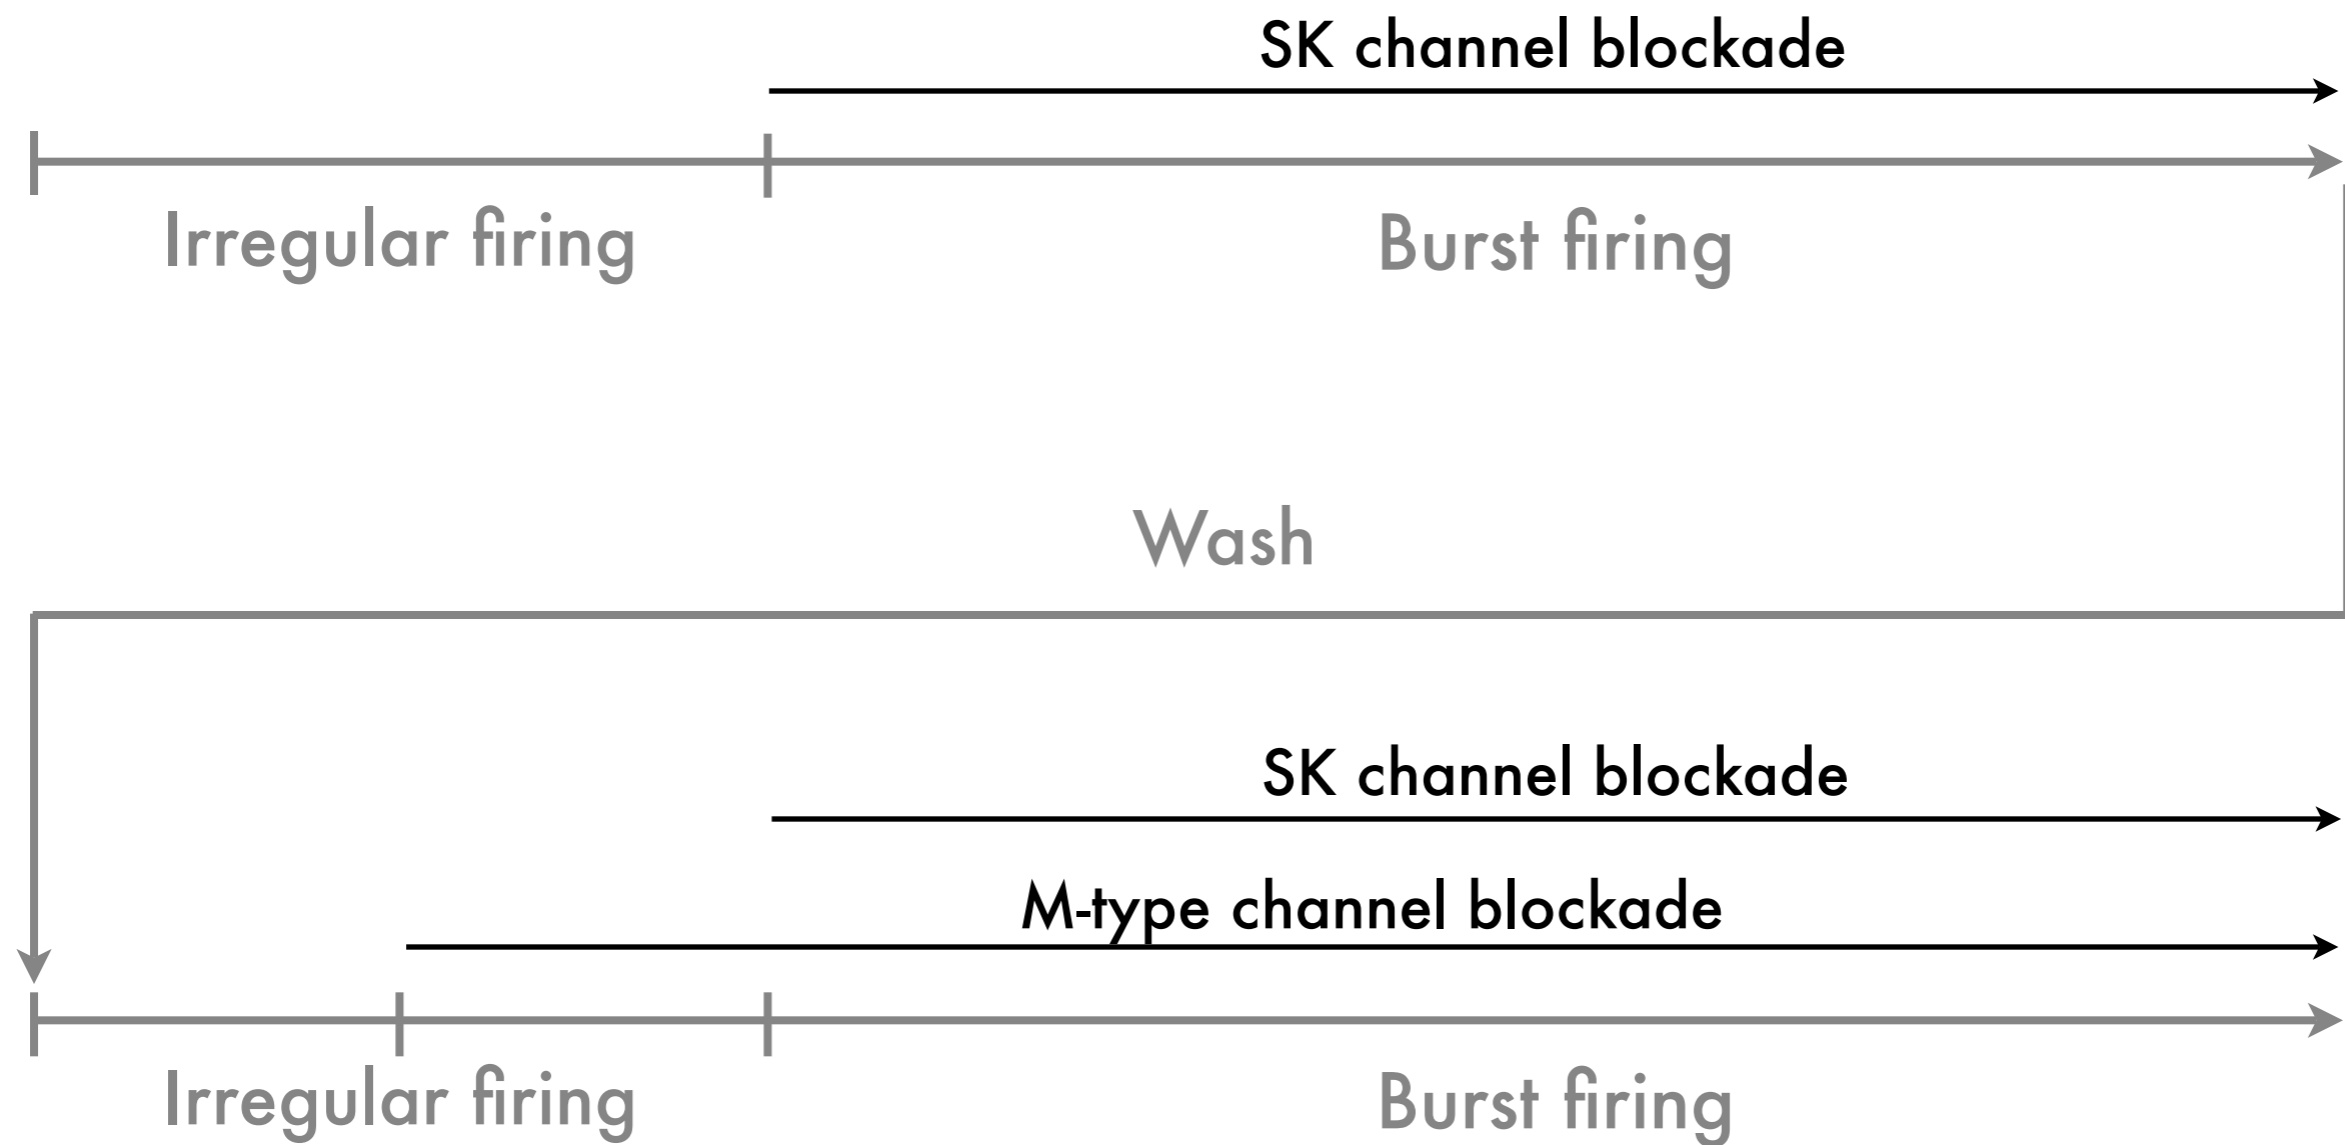 SK channel blockade
Irregular firing
Burst firing
Wash
SK channel blockade
M-type channel blockade
Irregular firing
Burst firing